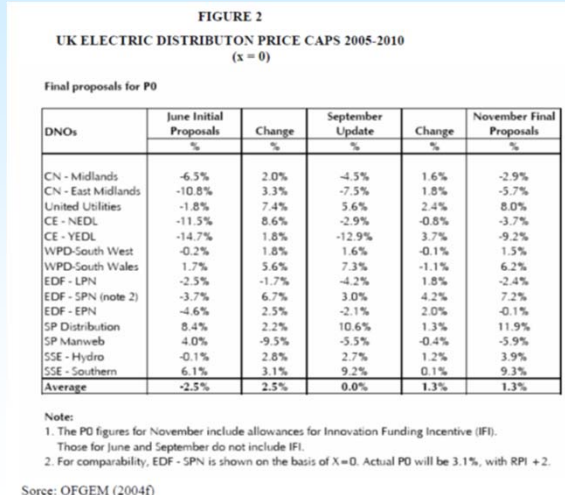 FIGURE 2
UK ELECTRIC DISTRIBUTON PRICE CAPS 2005-2010
(x = 0)
Final proposals for P0
DNOs June Initial Proposals Change September Update Change November Final Proposals
% % % % %
CN - Midlands -6.5% 2.0% -4.5% 1.6% -2.9%
CN - East Midlands -10.8% 3.3% -7.5% 1.8% -5.7%
United Utilities -1.8% 7.4% 5.6% 2.4% 8.0%
CE - NEDL -11.5% 8.6% -2.9% -0.8% -3.7%
CE - YEDL -14.7% 1.8% -12.9% 3.7% -9.2%
WPD-South West -0.2% 1.8% 1.6% -0.1% 1.5%
WPD-South Wales 1.7% 5.6% 7.3% -1.1% 6.2%
EDF - LPN -2.5% -1.7% -4.2% 1.8% -2.4%
EDF - SPN (note 2) -3.7% 6.7% 3.0% 4.2% 7.2%
EDF - EPN -4.6% 2.5% -2.1% 2.0% -0.1%
SP Distribution 8.4% 2.2% 10.6% 1.3% 11.9%
SP Manweb 4.0% -9.5% -5.5% -0.4% -5.9%
SSE - Hydro -0.1% 2.8% 2.7% 1.2% 3.9%
SSE - Southern 6.1% 3.1% 9.2% 0.1% 9.3%
Average -2.5% 2.5% 0.0% 1.3% 1.3%
Note:
1. The P0 figures for November include allowances for Innovation Funding Incentive (IFI).
Those for June and September do not include IFI.
2. For comparability, EDF - SPN is shown on the basis of X=0. Actual P0 will be 3.1%, with RPI +2.
Sorce: OFGEM (2004f)